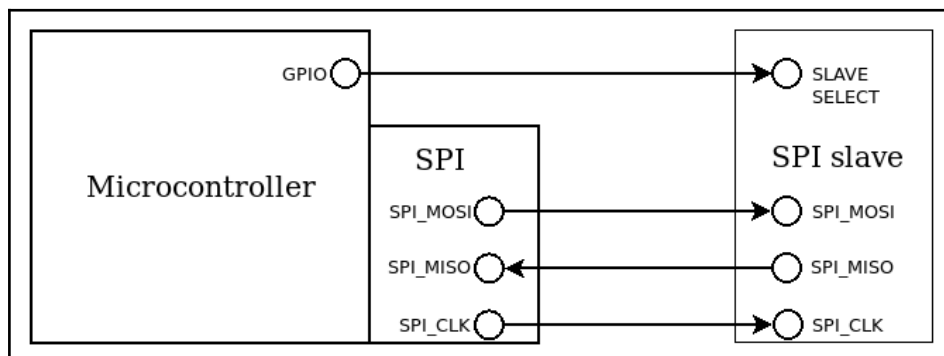 GPIO
SLAVE
SELECT
Microcontroller
SPI
SPI slave
SPI_MOSI
SPI_MOSI
SPI_MISO
SPI_MISO
SPI_CLK
SPI_CLK